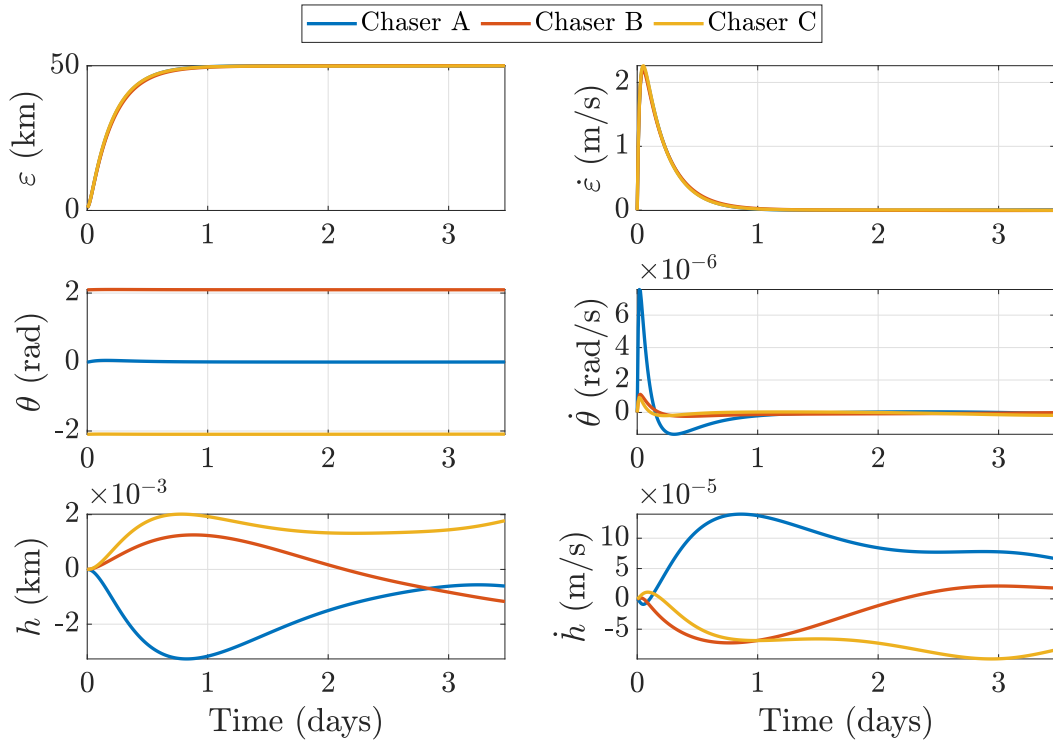 Chaser A Chaser B Chaser C
ε (km)
50
0
0 1 2 3
ε̇ (m/s)
2
1
0
0 1 2 3
θ (rad)
2
0
-2
0 1 2 3
×10⁻⁶
θ̇ (rad/s)
6
4
2
0
0 1 2 3
×10⁻³
h (km)
2
0
-2
0 1 2 3
Time (days)
×10⁻⁵
ḣ (m/s)
10
5
0
-5
0 1 2 3
Time (days)